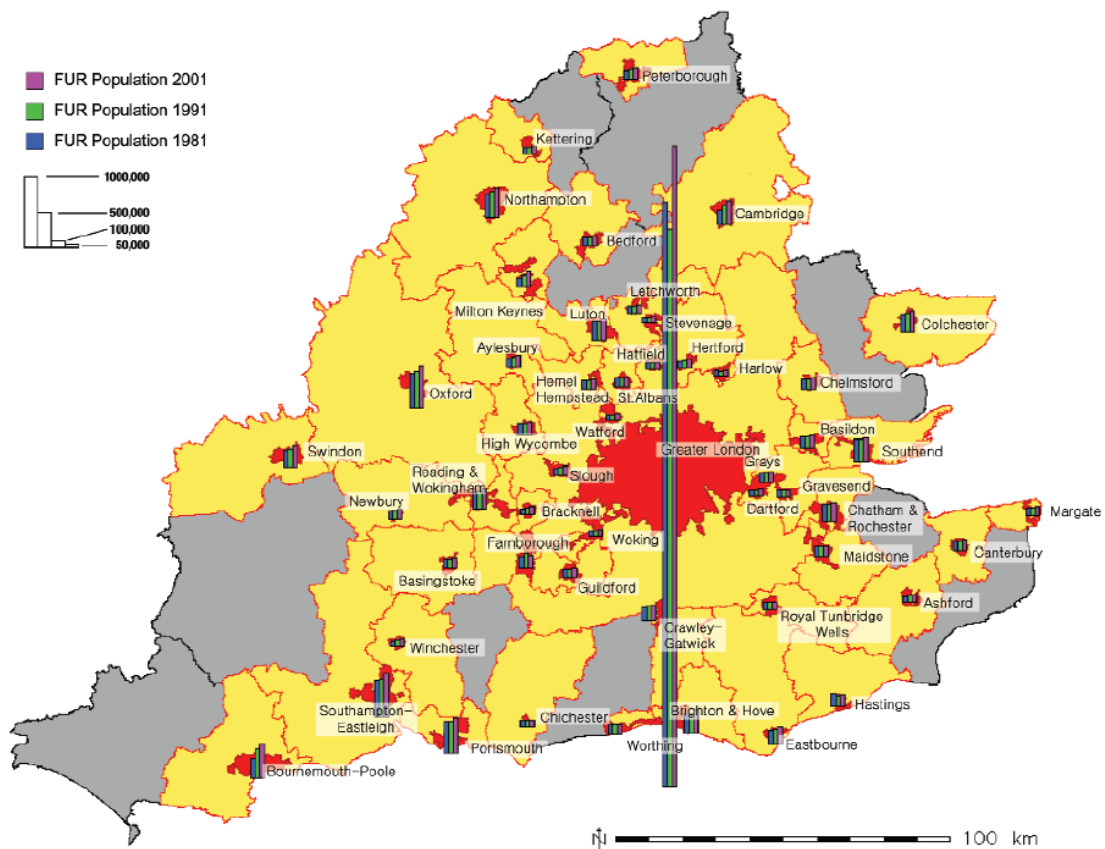 Peterborough
FUR Population 2001
FUR Population 1991
FUR Population 1981
Kettering
1000,000
500,000
100,000
50,000
Northampton
Cambridge
Bedford
Letchworth
Milton Keynes
Luton
Stevenage
Colchester
Aylesbury
Hatfield
Hertford
Harlow
Hemel
Hempstead
St.Albans
Chelmsford
Oxford
Watford
High Wycombe
Basildon
Greater London
Southend
Swindon
Grays
Reading &
Wokingham
Slough
Gravesend
Newbury
Bracknell
Dartford
Chatham &
Rochester
Margate
Woking
Farnborough
Maidstone
Canterbury
Basingstoke
Guildford
Ashford
Royal Tunbridge
Wells
Crawley-
Gatwick
Winchester
Hastings
Southampton-
Eastleigh
Chichester
Brighton & Hove
Portsmouth
Worthing
Eastbourne
Bournemouth-Poole
N
100 km